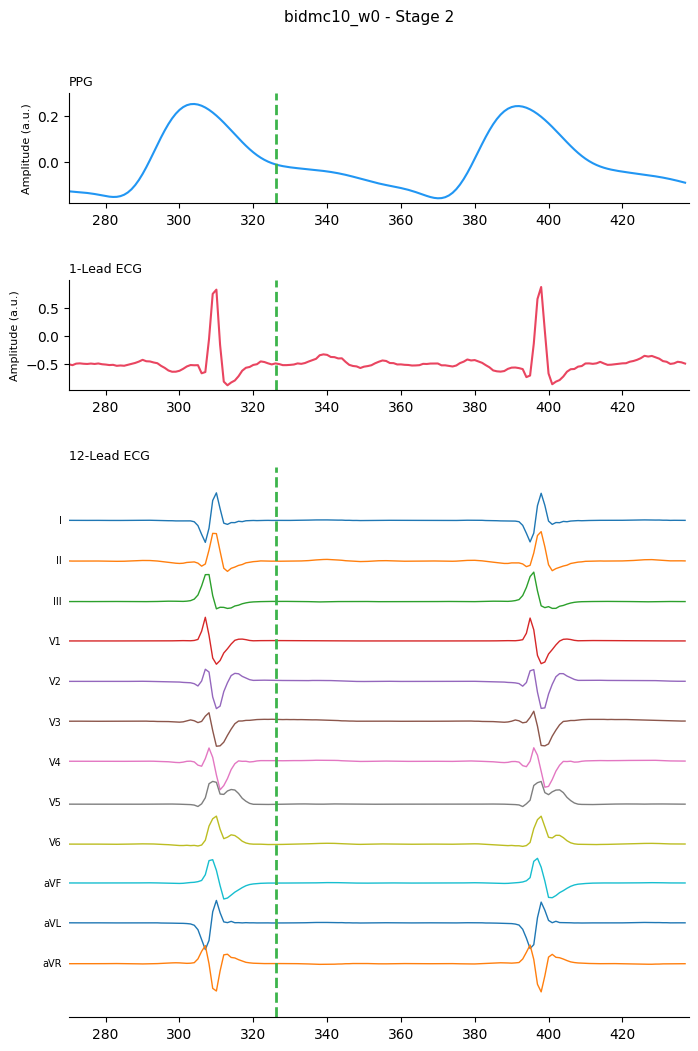 bidmc10_w0 - Stage 2
PPG
Amplitude (a.u.)
0.2
0.0
280 300 320 340 360 380 400 420
1-Lead ECG
Amplitude (a.u.)
0.5
0.0
−0.5
280 300 320 340 360 380 400 420
12-Lead ECG
I
II
III
V1
V2
V3
V4
V5
V6
aVF
aVL
aVR
280 300 320 340 360 380 400 420